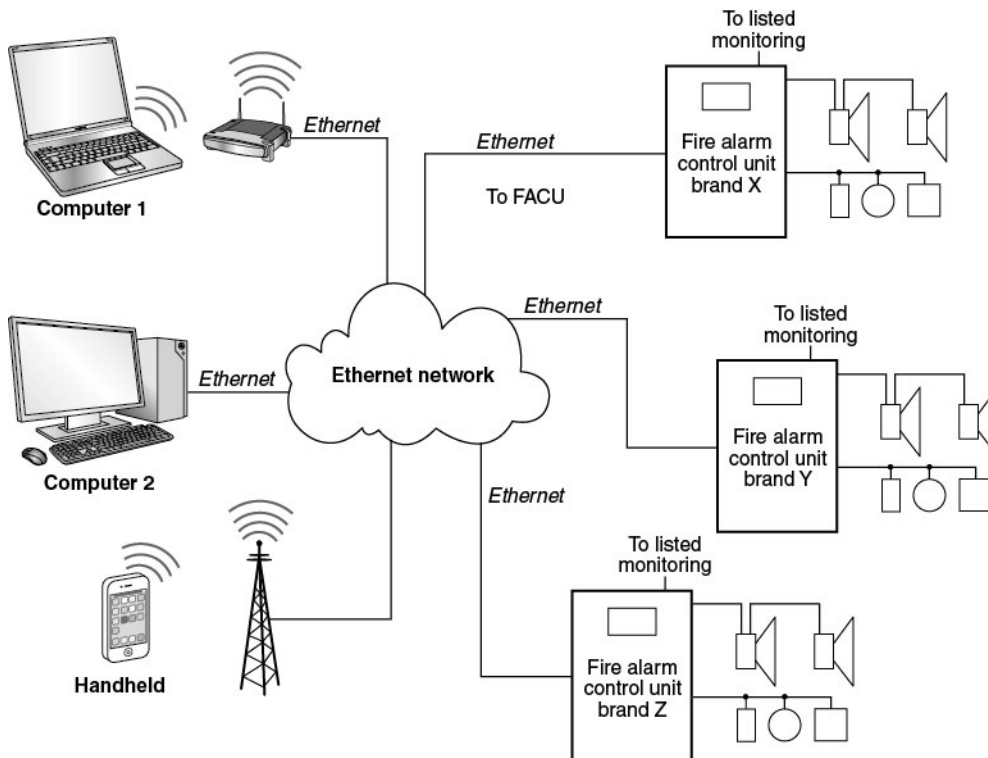 To listed
monitoring
Ethernet
Ethernet
Fire alarm
control unit
brand X
To FACU
Computer 1
To listed
monitoring
Ethernet
Ethernet network
Ethernet
Fire alarm
control unit
brand Y
Computer 2
Ethernet
To listed
monitoring
Fire alarm
control unit
brand Z
Handheld